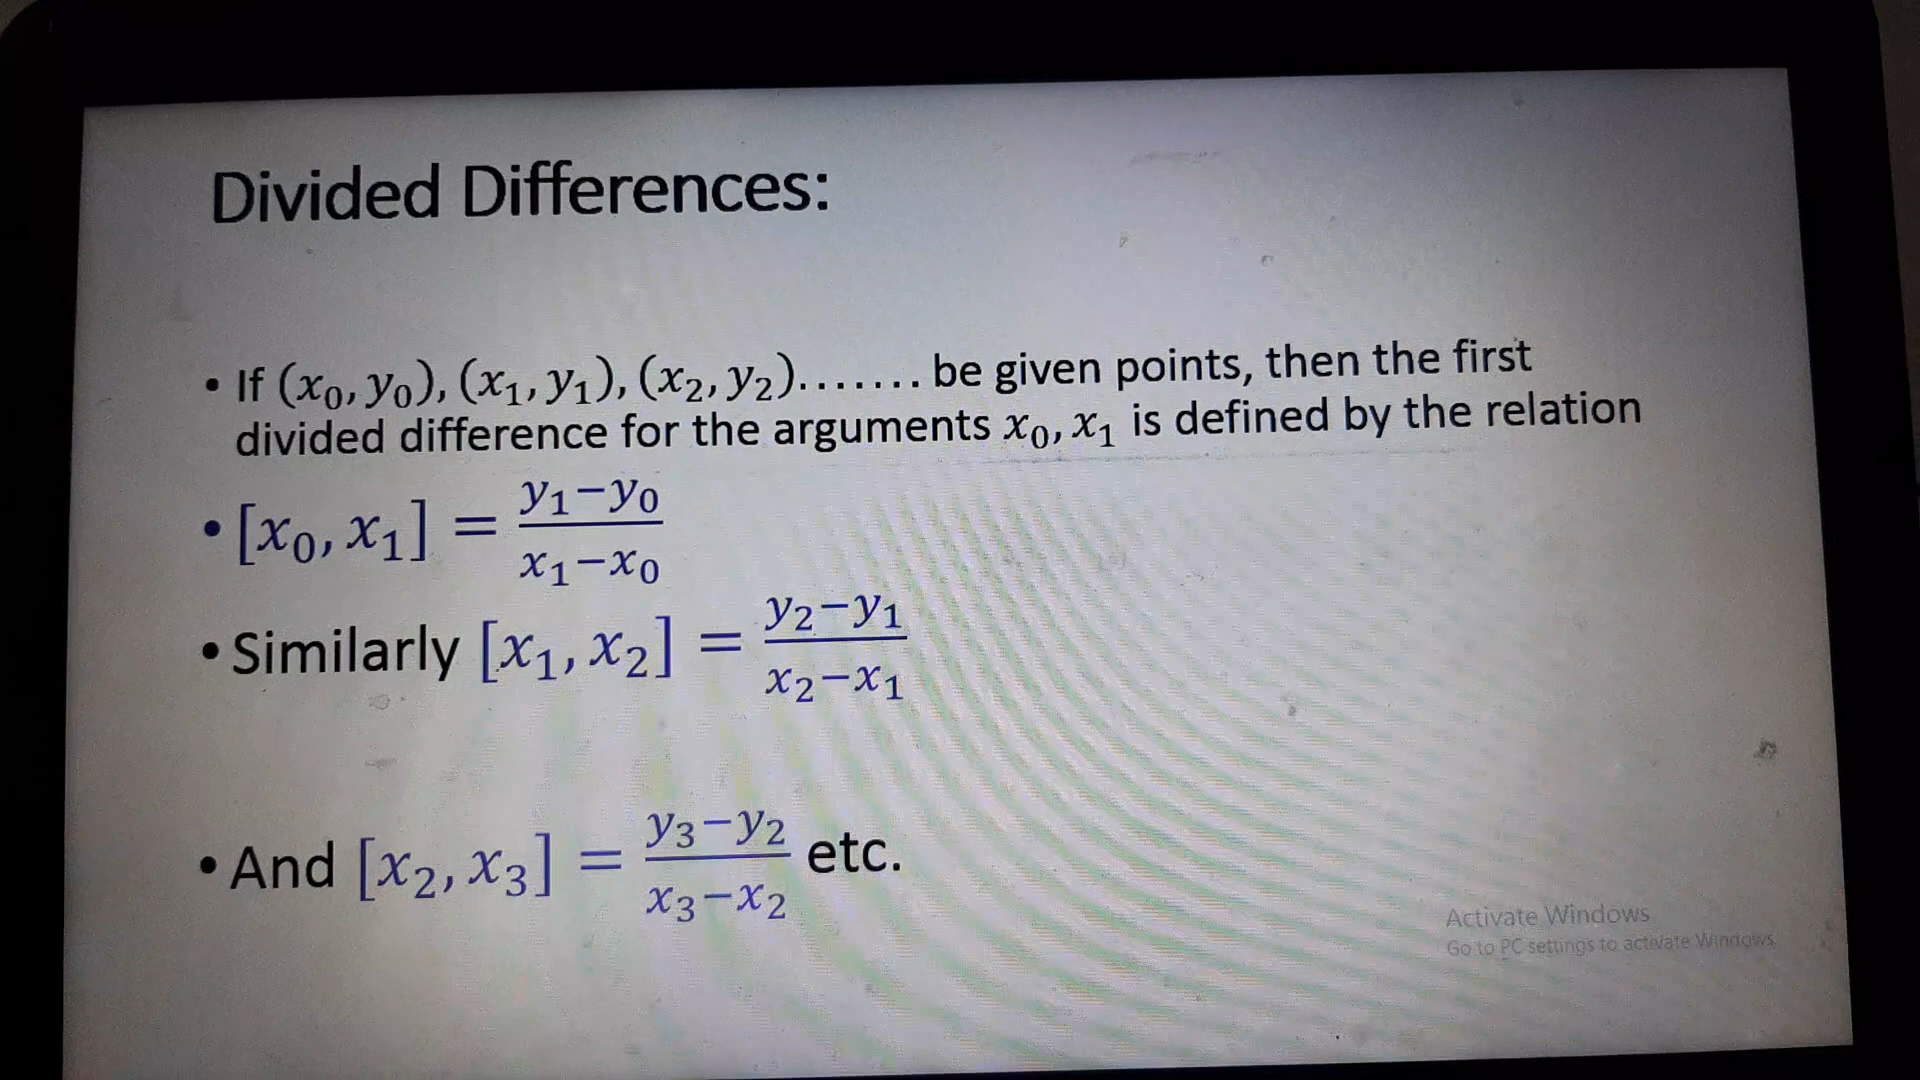 Divided Differences:
• If (x₀, y₀), (x₁, y₁), (x₂, y₂)....... be given points, then the first
divided difference for the arguments x₀, x₁ is defined by the relation
• [x₀, x₁] = y₁−y₀ / x₁−x₀
• Similarly [x₁, x₂] = y₂−y₁ / x₂−x₁
• And [x₂, x₃] = y₃−y₂ / x₃−x₂ etc.
Activate Windows
Go to PC settings to activate Windows